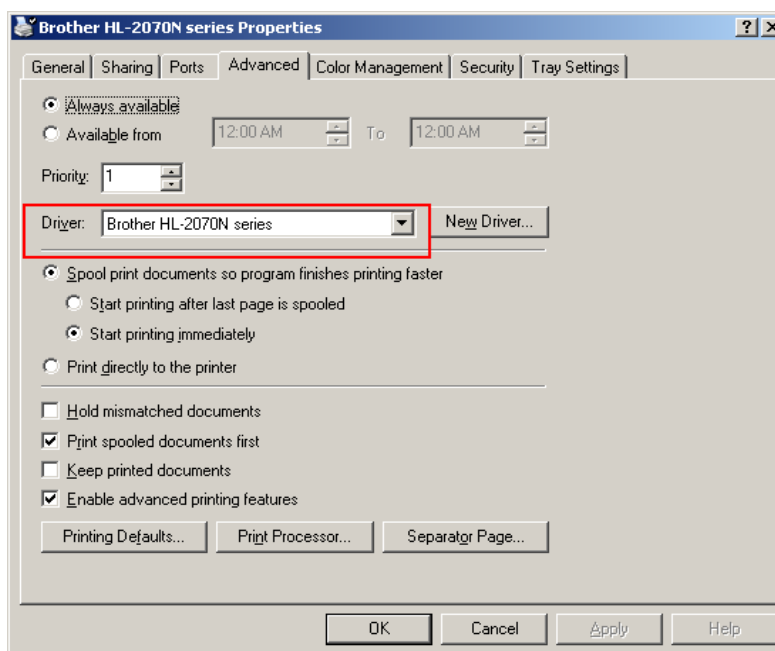 Brother HL-2070N series Properties
General Sharing Ports Advanced Color Management Security Tray Settings
Always available
Available from 12:00 AM To 12:00 AM
Priority: 1
Driver: Brother HL-2070N series New Driver...
Spool print documents so program finishes printing faster
Start printing after last page is spooled
Start printing immediately
Print directly to the printer
Hold mismatched documents
Print spooled documents first
Keep printed documents
Enable advanced printing features
Printing Defaults... Print Processor... Separator Page...
OK Cancel Apply Help